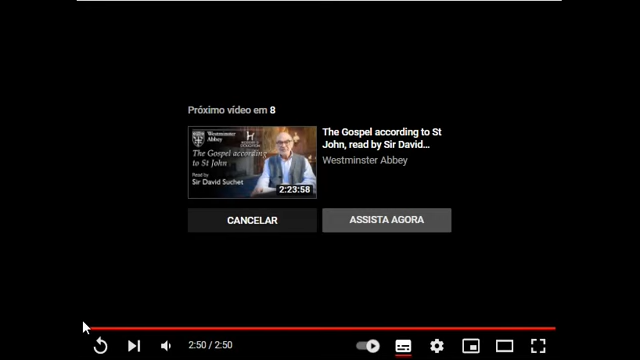 Próximo vídeo em 8
Westminster
Abbey
The Gospel according
to St John
Read by
Sir David Suchet
2:23:58
The Gospel according to St
John, read by Sir David...
Westminster Abbey
CANCELAR
ASSISTA AGORA
2:50 / 2:50